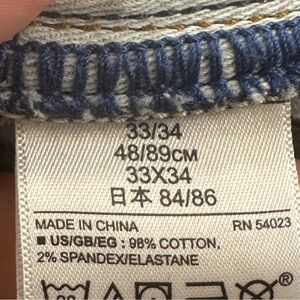 33/34
48/89CM
33X34
日本 84/86
MADE IN CHINA RN 54023
■ US/GB/EG : 98% COTTON,
2% SPANDEX/ELASTANE